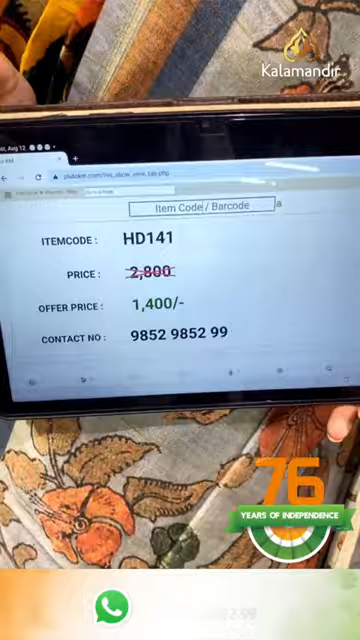 Kalamandir
Item Code / Barcode
ITEMCODE : HD141
PRICE : 2,800
OFFER PRICE : 1,400/-
CONTACT NO : 9852 9852 99
76
YEARS OF INDEPENDENCE